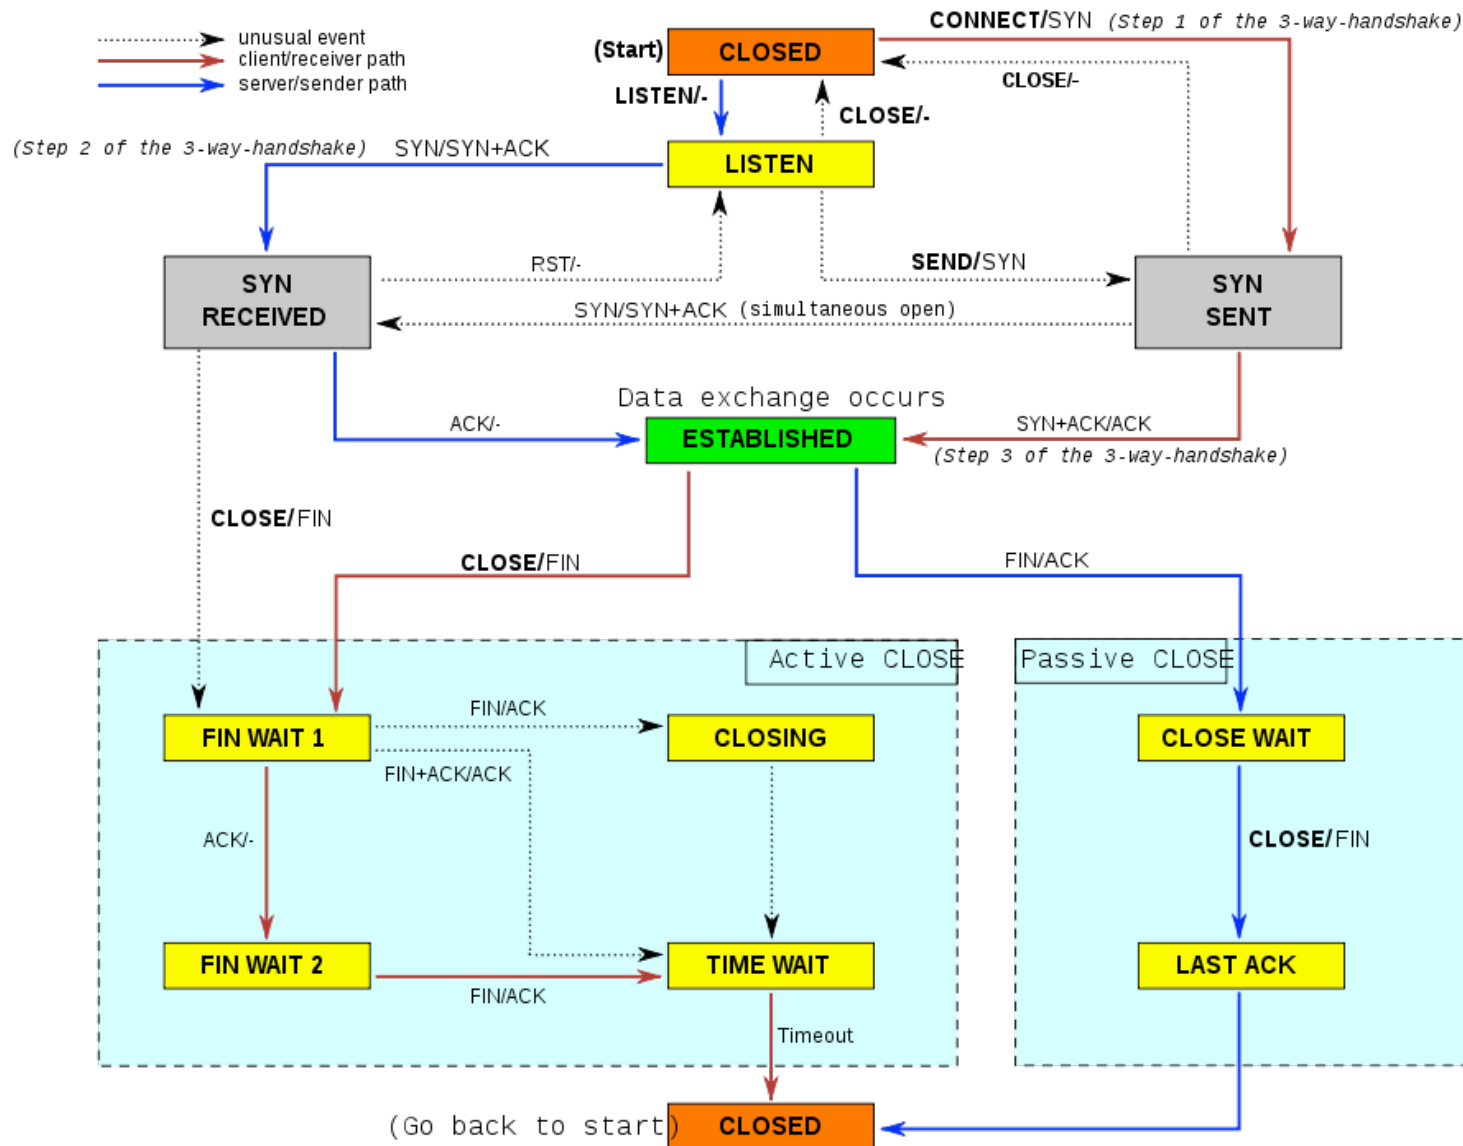 CONNECT/SYN (Step 1 of the 3-way-handshake)
unusual event
client/receiver path
server/sender path
(Start)
CLOSED
CLOSE/-
LISTEN/-
CLOSE/-
(Step 2 of the 3-way-handshake)
SYN/SYN+ACK
LISTEN
RST/-
SEND/SYN
SYN
RECEIVED
SYN
SENT
SYN/SYN+ACK (simultaneous open)
Data exchange occurs
ACK/-
ESTABLISHED
SYN+ACK/ACK
(Step 3 of the 3-way-handshake)
CLOSE/FIN
CLOSE/FIN
FIN/ACK
Active CLOSE
Passive CLOSE
FIN WAIT 1
FIN/ACK
CLOSING
CLOSE WAIT
FIN+ACK/ACK
ACK/-
CLOSE/FIN
FIN WAIT 2
FIN/ACK
TIME WAIT
LAST ACK
Timeout
(Go back to start)
CLOSED